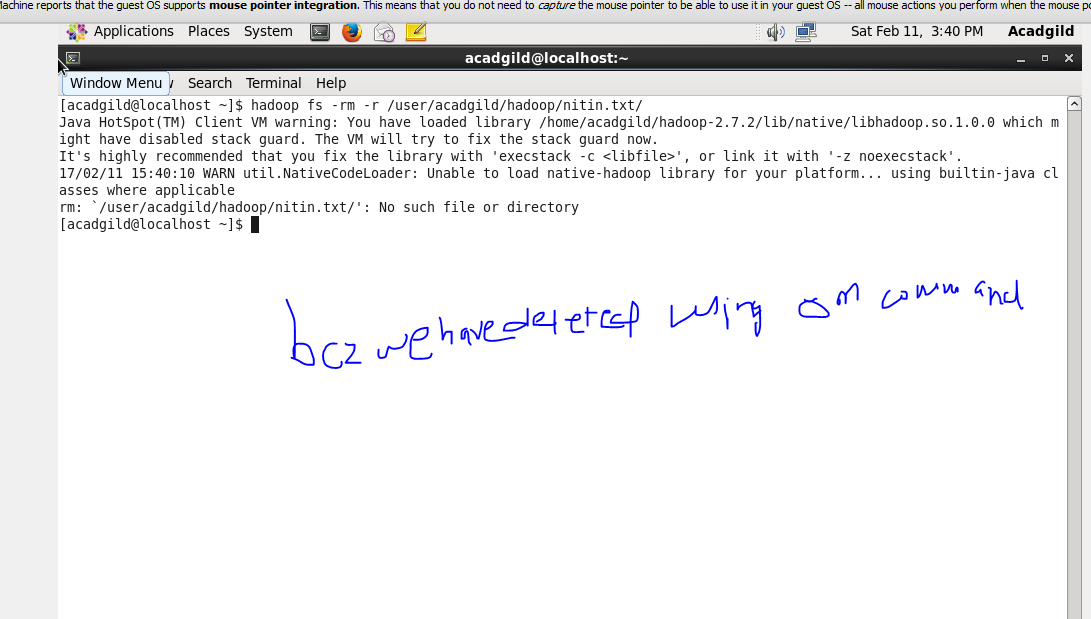 Machine reports that the guest OS supports mouse pointer integration. This means that you do not need to capture the mouse pointer to be able to use it in your guest OS -- all mouse actions you perform when the mouse po
Applications Places System Sat Feb 11, 3:40 PM Acadgild
acadgild@localhost:~
Window Menu Search Terminal Help
[acadgild@localhost ~]$ hadoop fs -rm -r /user/acadgild/hadoop/nitin.txt/
Java HotSpot(TM) Client VM warning: You have loaded library /home/acadgild/hadoop-2.7.2/lib/native/libhadoop.so.1.0.0 which m
ight have disabled stack guard. The VM will try to fix the stack guard now.
It's highly recommended that you fix the library with 'execstack -c <libfile>', or link it with '-z noexecstack'.
17/02/11 15:40:10 WARN util.NativeCodeLoader: Unable to load native-hadoop library for your platform... using builtin-java cl
asses where applicable
rm: `/user/acadgild/hadoop/nitin.txt/': No such file or directory
[acadgild@localhost ~]$
bcz we have deleted using command